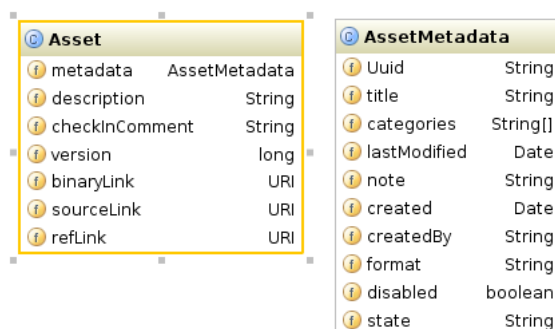 Asset
metadata AssetMetadata
description String
checkInComment String
version long
binaryLink URI
sourceLink URI
refLink URI
AssetMetadata
Uuid String
title String
categories String[]
lastModified Date
note String
created Date
createdBy String
format String
disabled boolean
state String